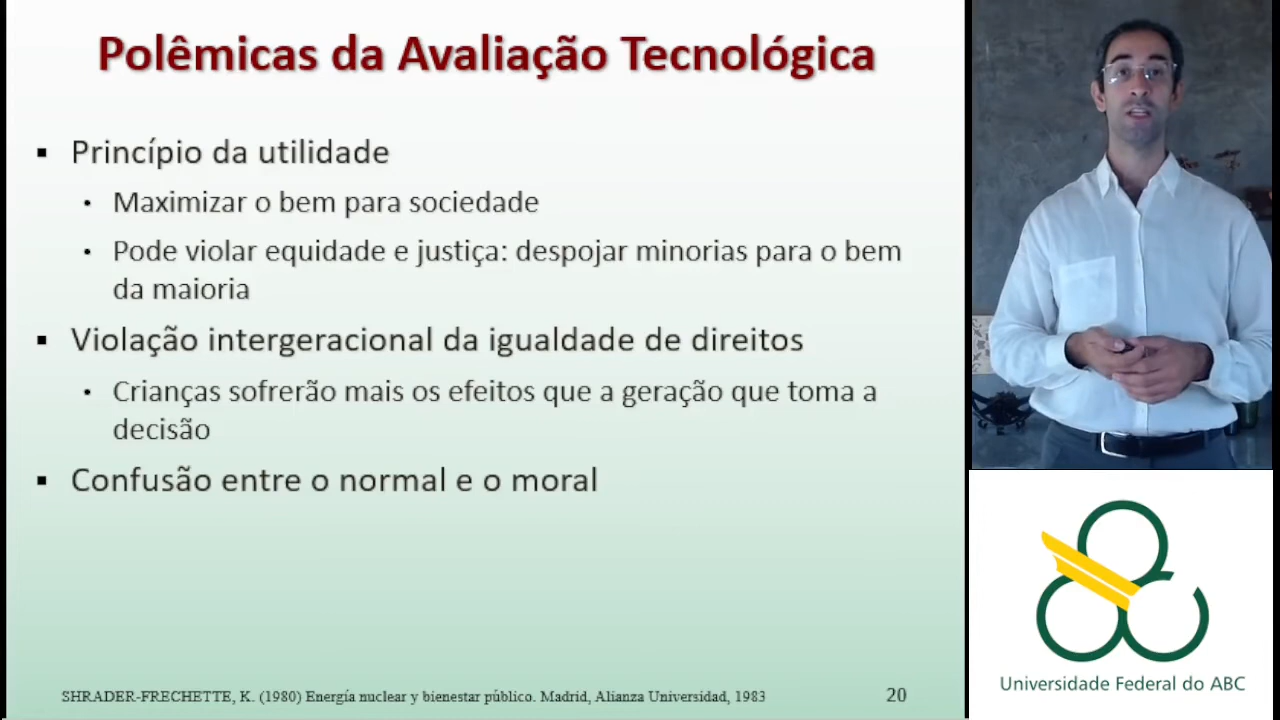 Polêmicas da Avaliação Tecnológica
▪ Princípio da utilidade
• Maximizar o bem para sociedade
• Pode violar equidade e justiça: despojar minorias para o bem
da maioria
▪ Violação intergeracional da igualdade de direitos
• Crianças sofrerão mais os efeitos que a geração que toma a
decisão
▪ Confusão entre o normal e o moral
SHRADER-FRECHETTE, K. (1980) Energía nuclear y bienestar público. Madrid, Alianza Universidad, 1983
20
Universidade Federal do ABC